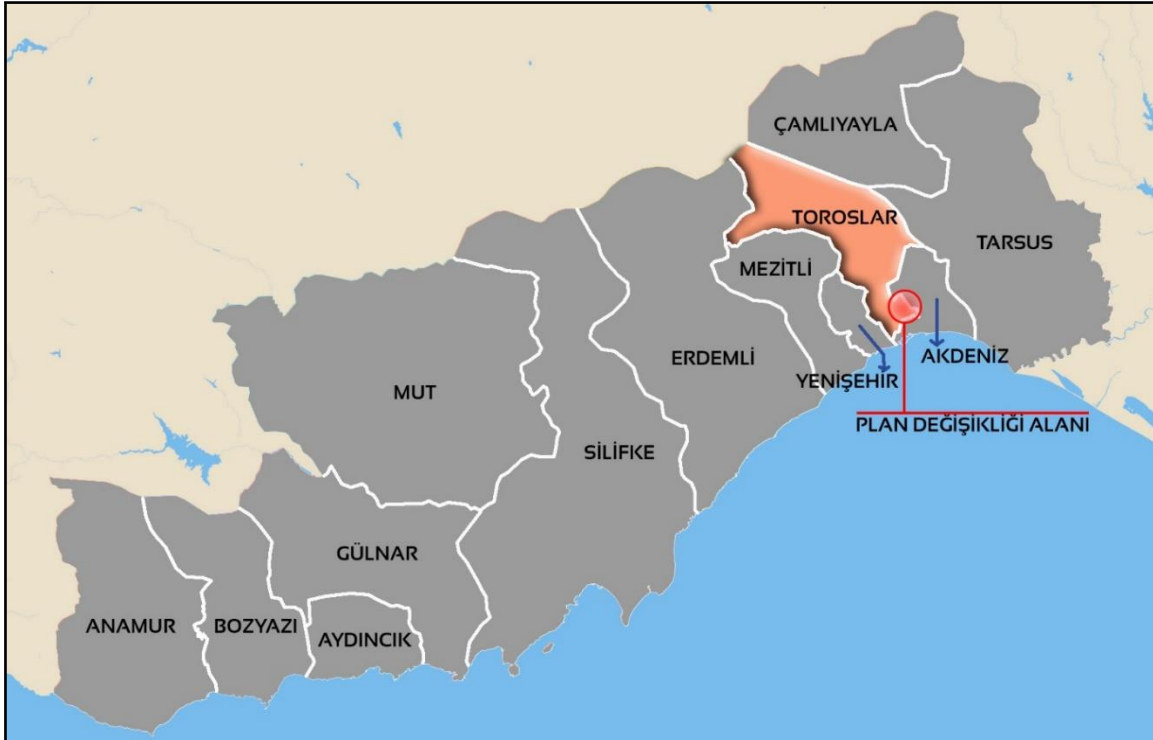 ÇAMLIYAYLA
TOROSLAR
TARSUS
MEZİTLİ
ERDEMLİ
AKDENİZ
YENİŞEHİR
MUT
PLAN DEĞİŞİKLİĞİ ALANI
SİLİFKE
GÜLNAR
ANAMUR
BOZYAZI
AYDINCIK